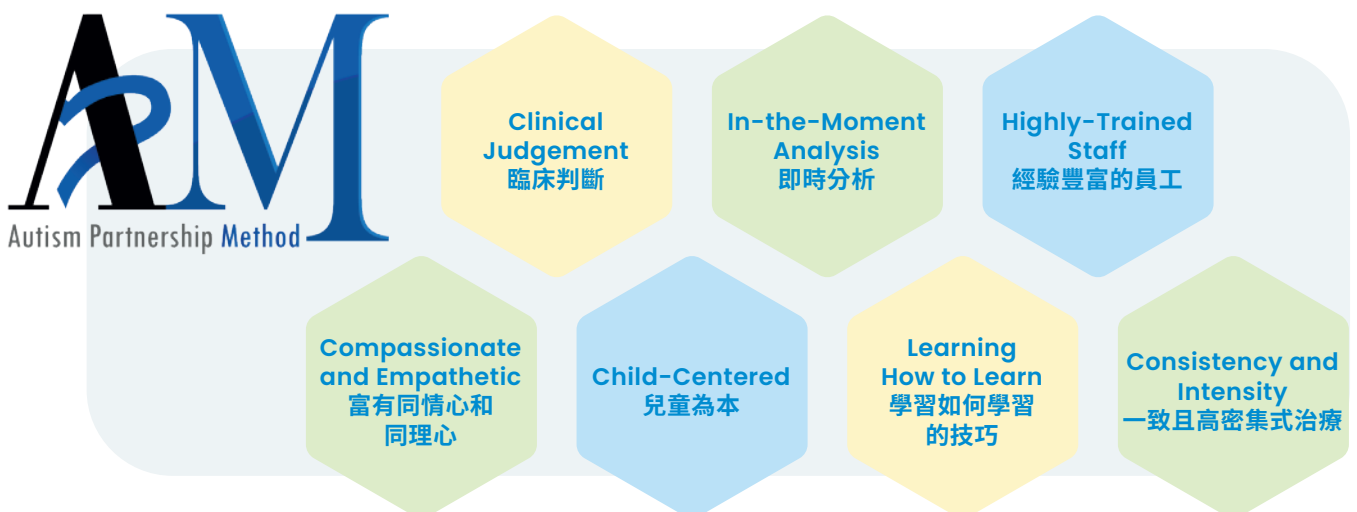 APM
Autism Partnership Method
Clinical
Judgement
臨床判斷
In-the-Moment
Analysis
即時分析
Highly-Trained
Staff
經驗豐富的員工
Compassionate
and Empathetic
富有同情心和
同理心
Child-Centered
兒童為本
Learning
How to Learn
學習如何學習
的技巧
Consistency and
Intensity
一致且高密集式治療